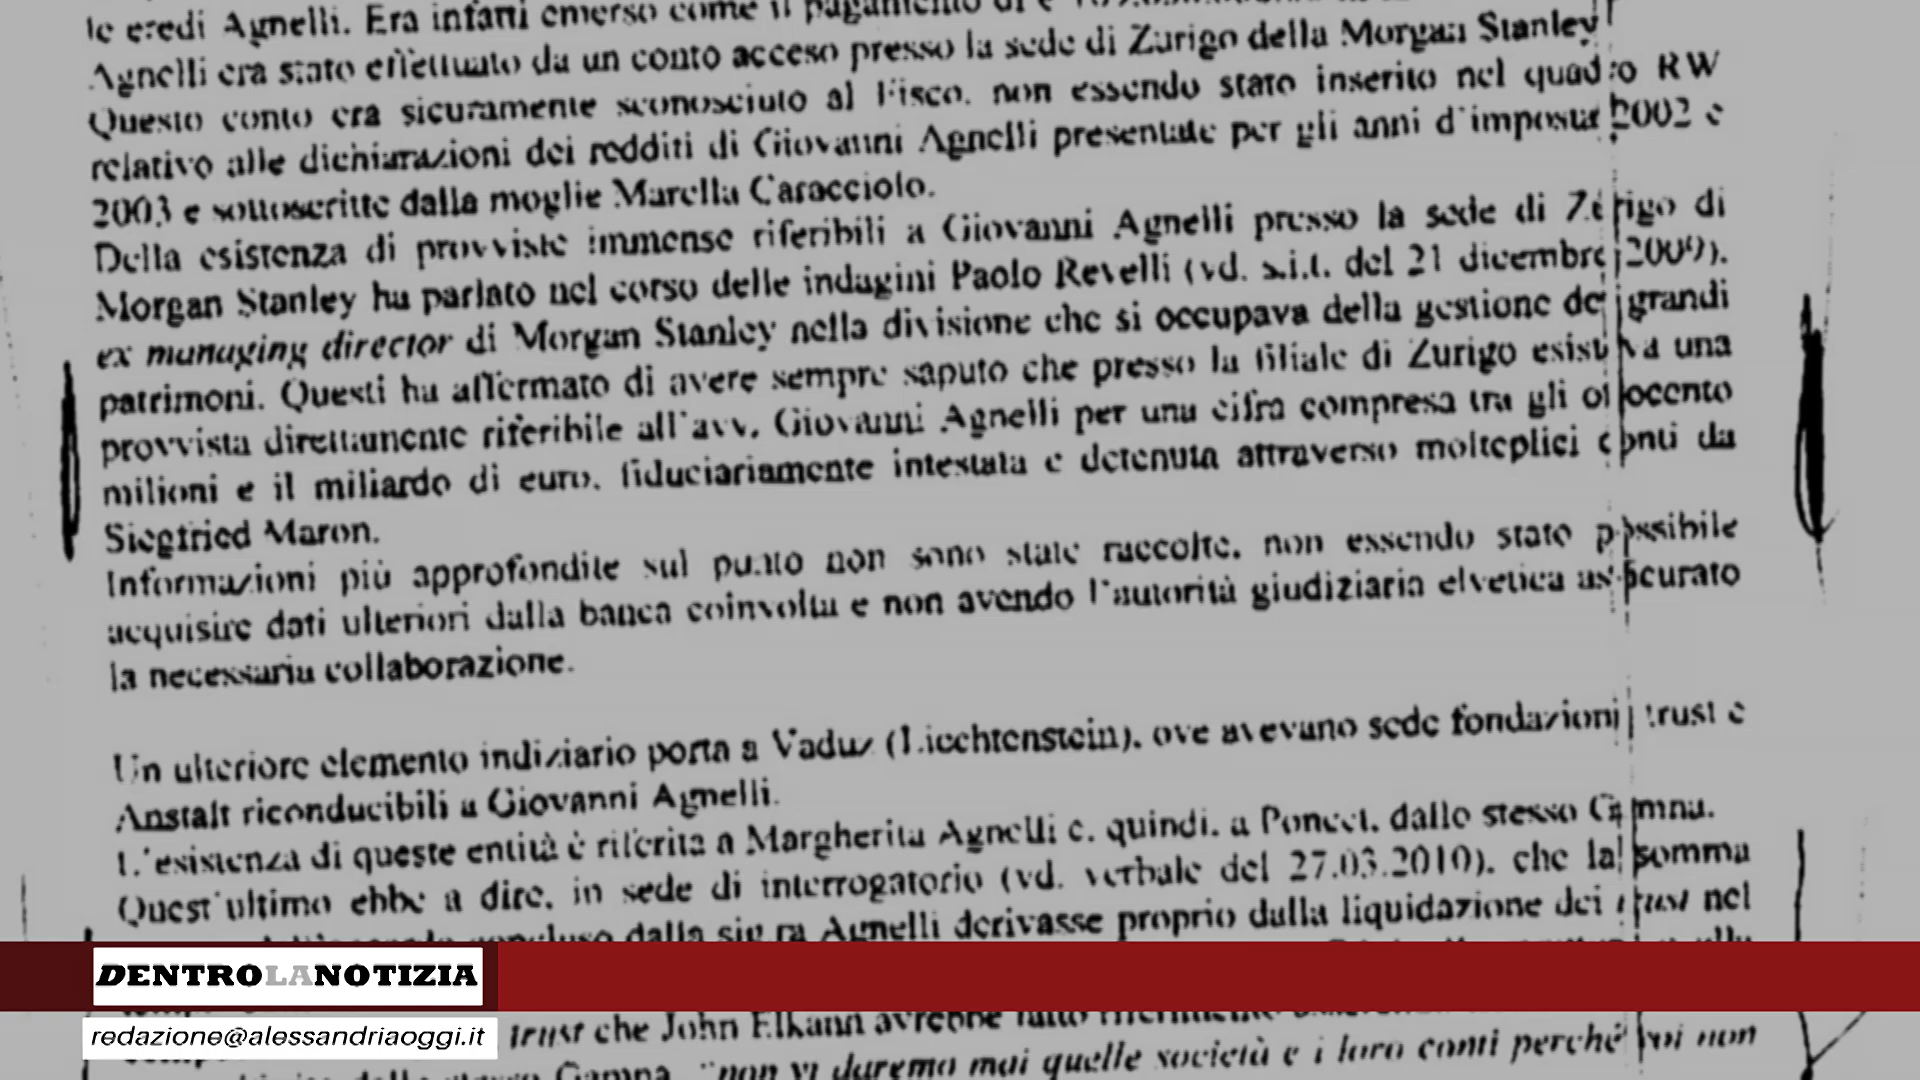 le eredi Agnelli. Era infatti emerso come il pagamento di €
Agnelli era stato effettuato da un conto acceso presso la sede di Zurigo della Morgan Stanley
Questo conto era sicuramente sconosciuto al Fisco, non essendo stato inserito nel quadro RW
relativo alle dichiarazioni dei redditi di Giovanni Agnelli presentate per gli anni d'imposta 2002 e
2003 e sottoscritte dalla moglie Marella Caracciolo.
Della esistenza di provviste immense riferibili a Giovanni Agnelli presso la sede di Zurigo di
Morgan Stanley ha parlato nel corso delle indagini Paolo Revelli (vd. s.i.t. del 21 dicembre 2009),
ex managing director di Morgan Stanley nella divisione che si occupava della gestione dei grandi
patrimoni. Questi ha affermato di avere sempre saputo che presso la filiale di Zurigo esisteva una
provvista direttamente riferibile all'avv. Giovanni Agnelli per una cifra compresa tra gli ottocento
milioni e il miliardo di euro, fiduciariamente intestata e detenuta attraverso molteplici conti da
Siegfried Maron.
Informazioni più approfondite sul punto non sono state raccolte, non essendo stato possibile
acquisire dati ulteriori dalla banca coinvolta e non avendo l'autorità giudiziaria elvetica assicurato
la necessaria collaborazione.
Un ulteriore elemento indiziario porta a Vaduz (Liechtenstein), ove avevano sede fondazioni trust e
Anstalt riconducibili a Giovanni Agnelli.
L'esistenza di queste entità è riferita a Margherita Agnelli e, quindi, a Poncet, dallo stesso Gamna.
Quest'ultimo ebbe a dire, in sede di interrogatorio (vd. verbale del 27.03.2010), che la somma
dalla sig.ra Agnelli derivasse proprio dalla liquidazione dei trust nel
DENTROLANOTIZIA
redazione@alessandriaoggi.it
trust che John Elkann avrebbe fatto
Gamna, "non vi daremo mai quelle società e i loro conti perché poi non